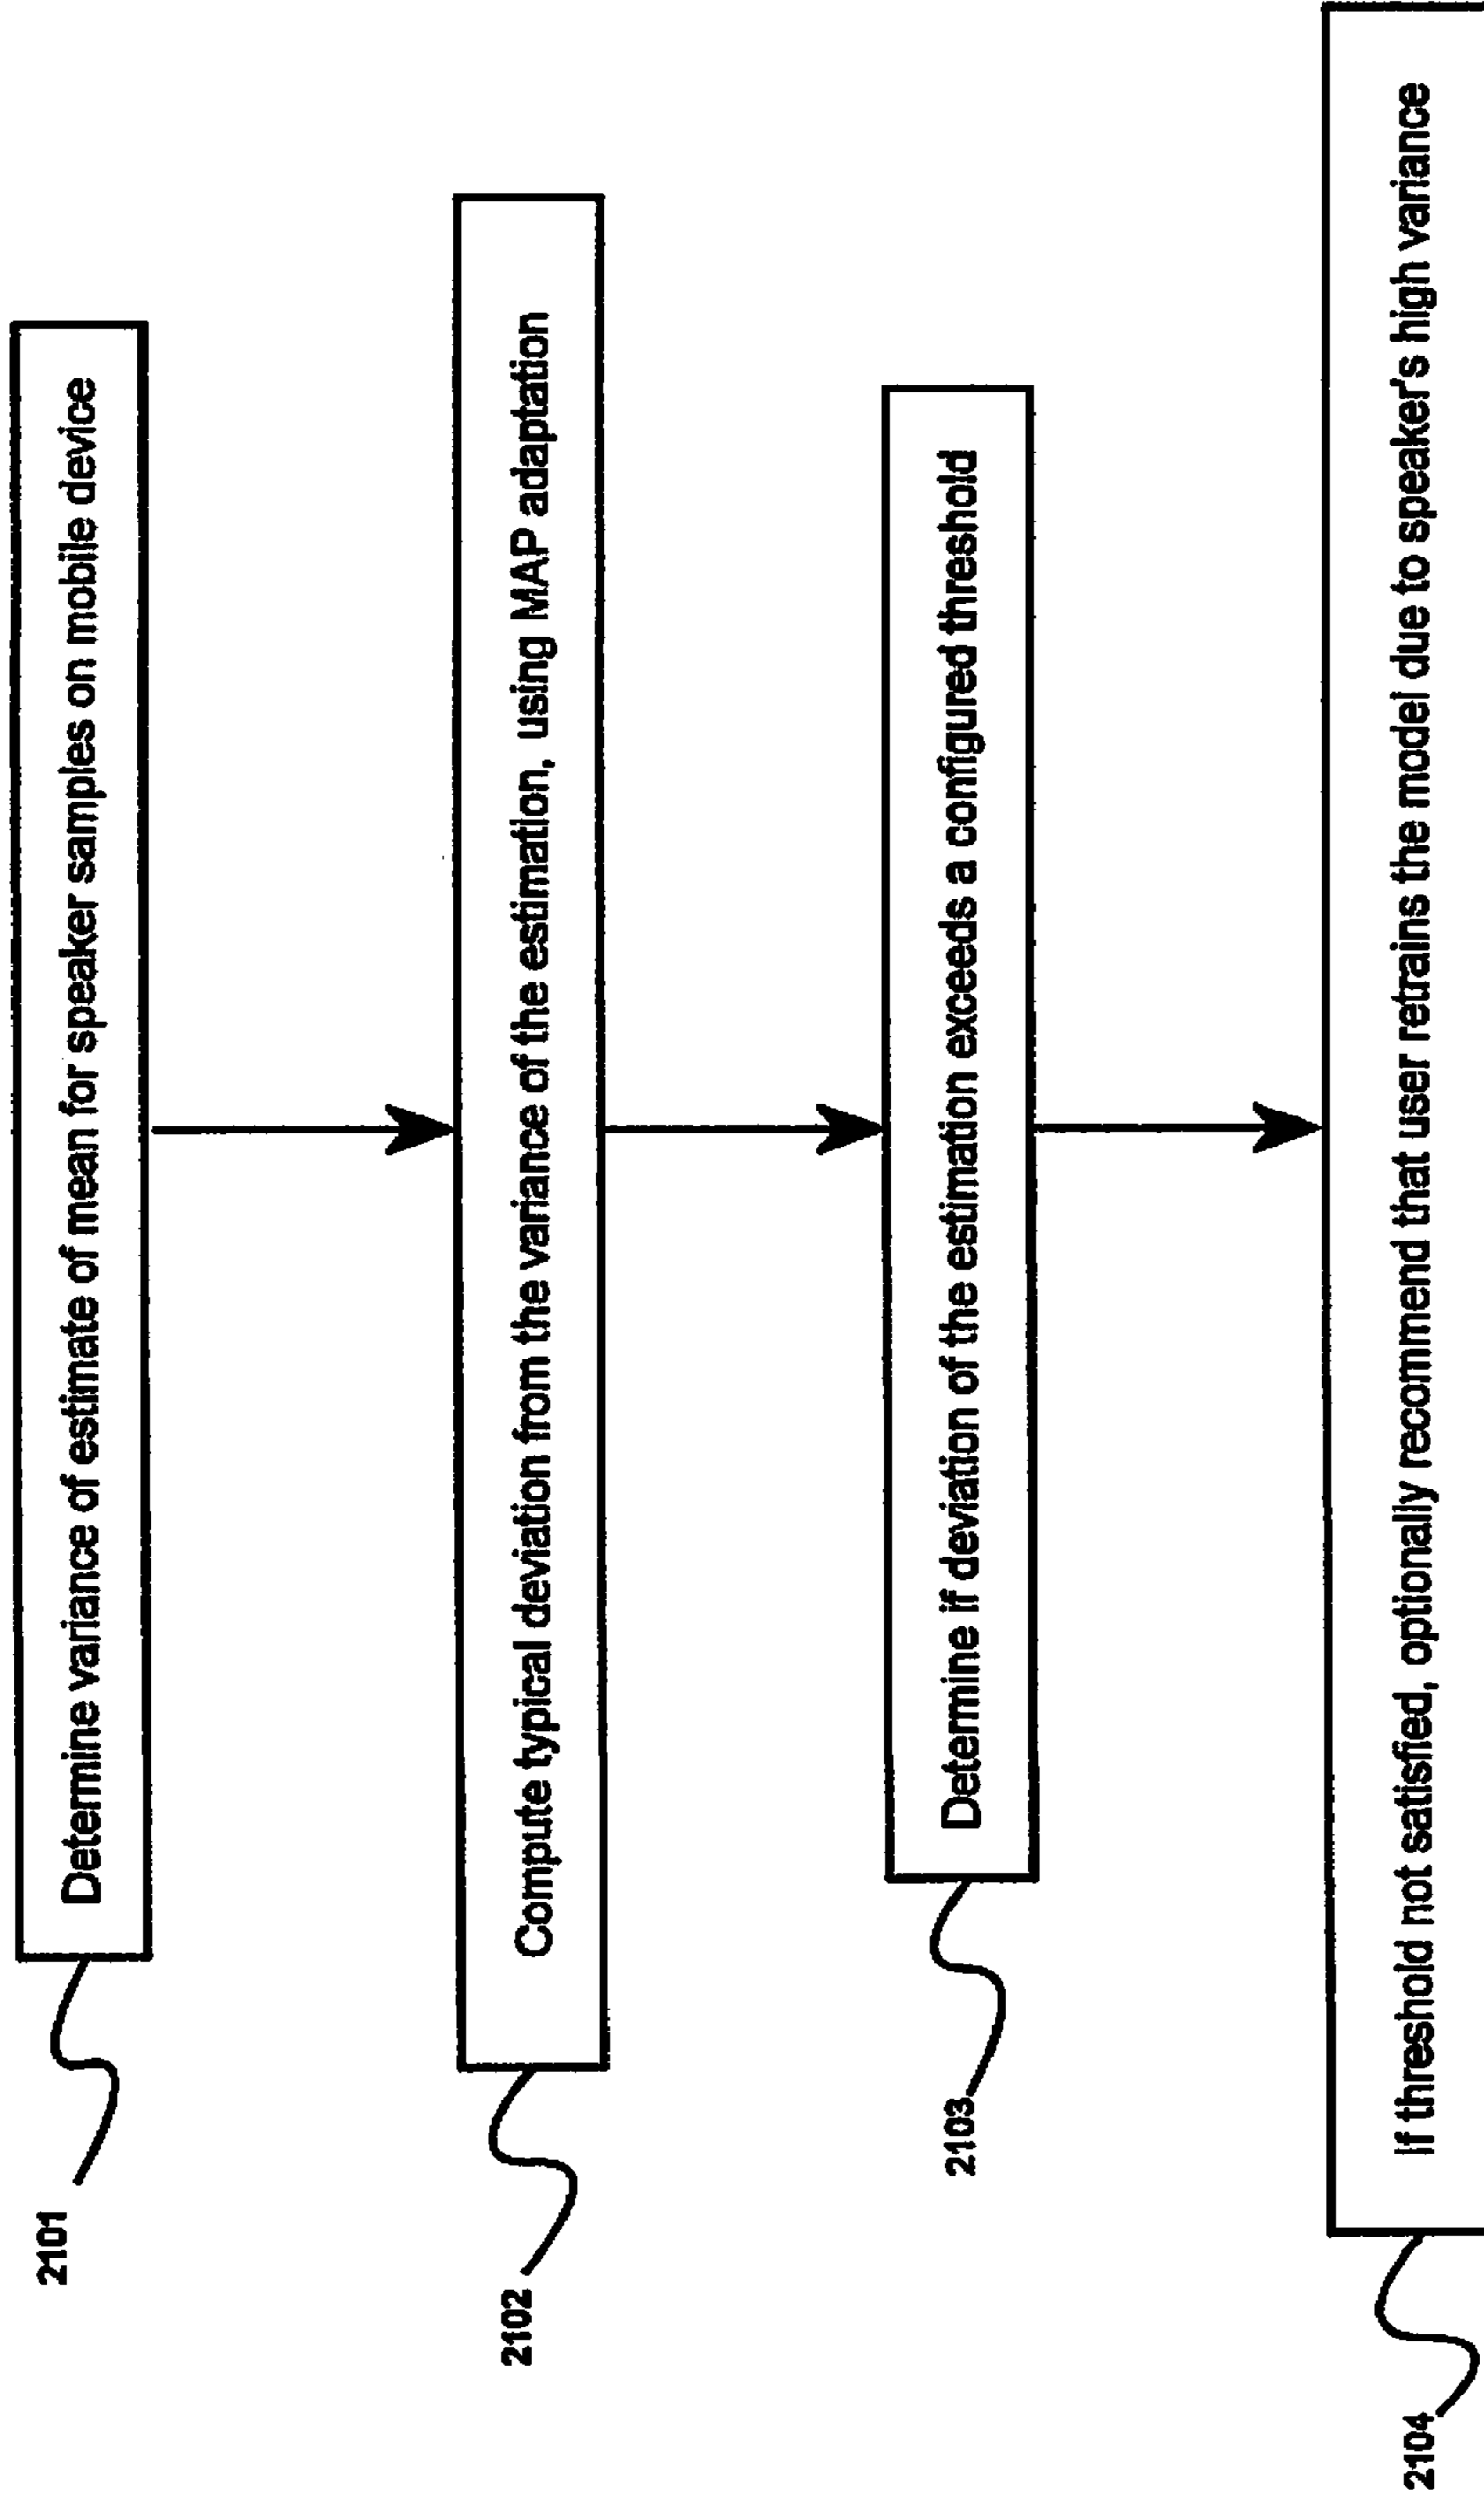 2101
Determine variance of estimate of mean for speaker samples on mobile device
2102
Compute typical deviation from the variance of the estimation, using MAP adaptation
2103
Determine if deviation of the estimation exceeds a configured threshold
2104
If threshold not satisfied, optionally recommend that user retrains the model due to speaker's high variance